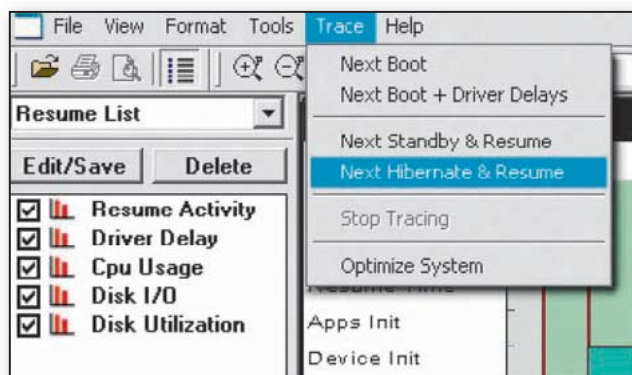 File View Format Tools Trace Help
Resume List
Edit/Save Delete
Resume Activity
Driver Delay
Cpu Usage
Disk I/O
Disk Utilization
Next Boot
Next Boot + Driver Delays
Next Standby & Resume
Next Hibernate & Resume
Stop Tracing
Optimize System
Resume Time
Apps Init
Device Init